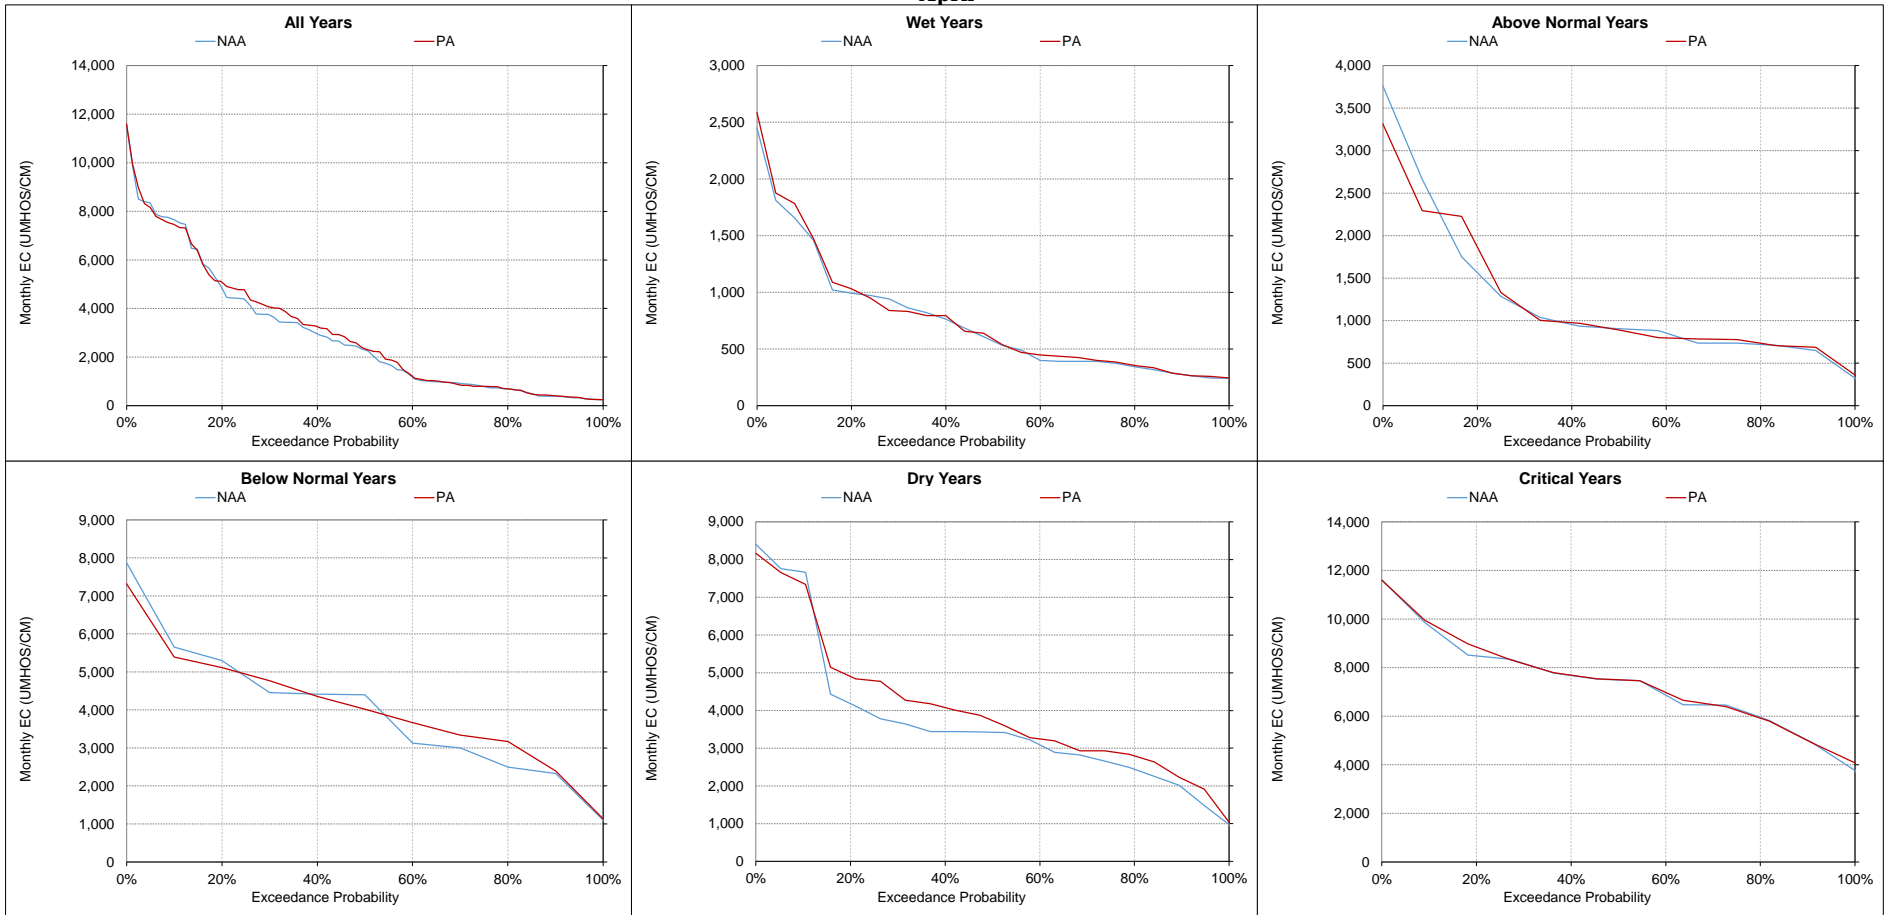 All Years
NAA PA
14,000
12,000
10,000
8,000
6,000
4,000
2,000
0
0% 20% 40% 60% 80% 100%
Monthly EC (UMHOS/CM)
Exceedance Probability
Wet Years
NAA PA
3,000
2,500
2,000
1,500
1,000
500
0
0% 20% 40% 60% 80% 100%
Monthly EC (UMHOS/CM)
Exceedance Probability
Above Normal Years
NAA PA
4,000
3,500
3,000
2,500
2,000
1,500
1,000
500
0
0% 20% 40% 60% 80% 100%
Monthly EC (UMHOS/CM)
Exceedance Probability
Below Normal Years
NAA PA
9,000
8,000
7,000
6,000
5,000
4,000
3,000
2,000
1,000
0
0% 20% 40% 60% 80% 100%
Monthly EC (UMHOS/CM)
Exceedance Probability
Dry Years
NAA PA
9,000
8,000
7,000
6,000
5,000
4,000
3,000
2,000
1,000
0
0% 20% 40% 60% 80% 100%
Monthly EC (UMHOS/CM)
Exceedance Probability
Critical Years
NAA PA
14,000
12,000
10,000
8,000
6,000
4,000
2,000
0
0% 20% 40% 60% 80% 100%
Monthly EC (UMHOS/CM)
Exceedance Probability